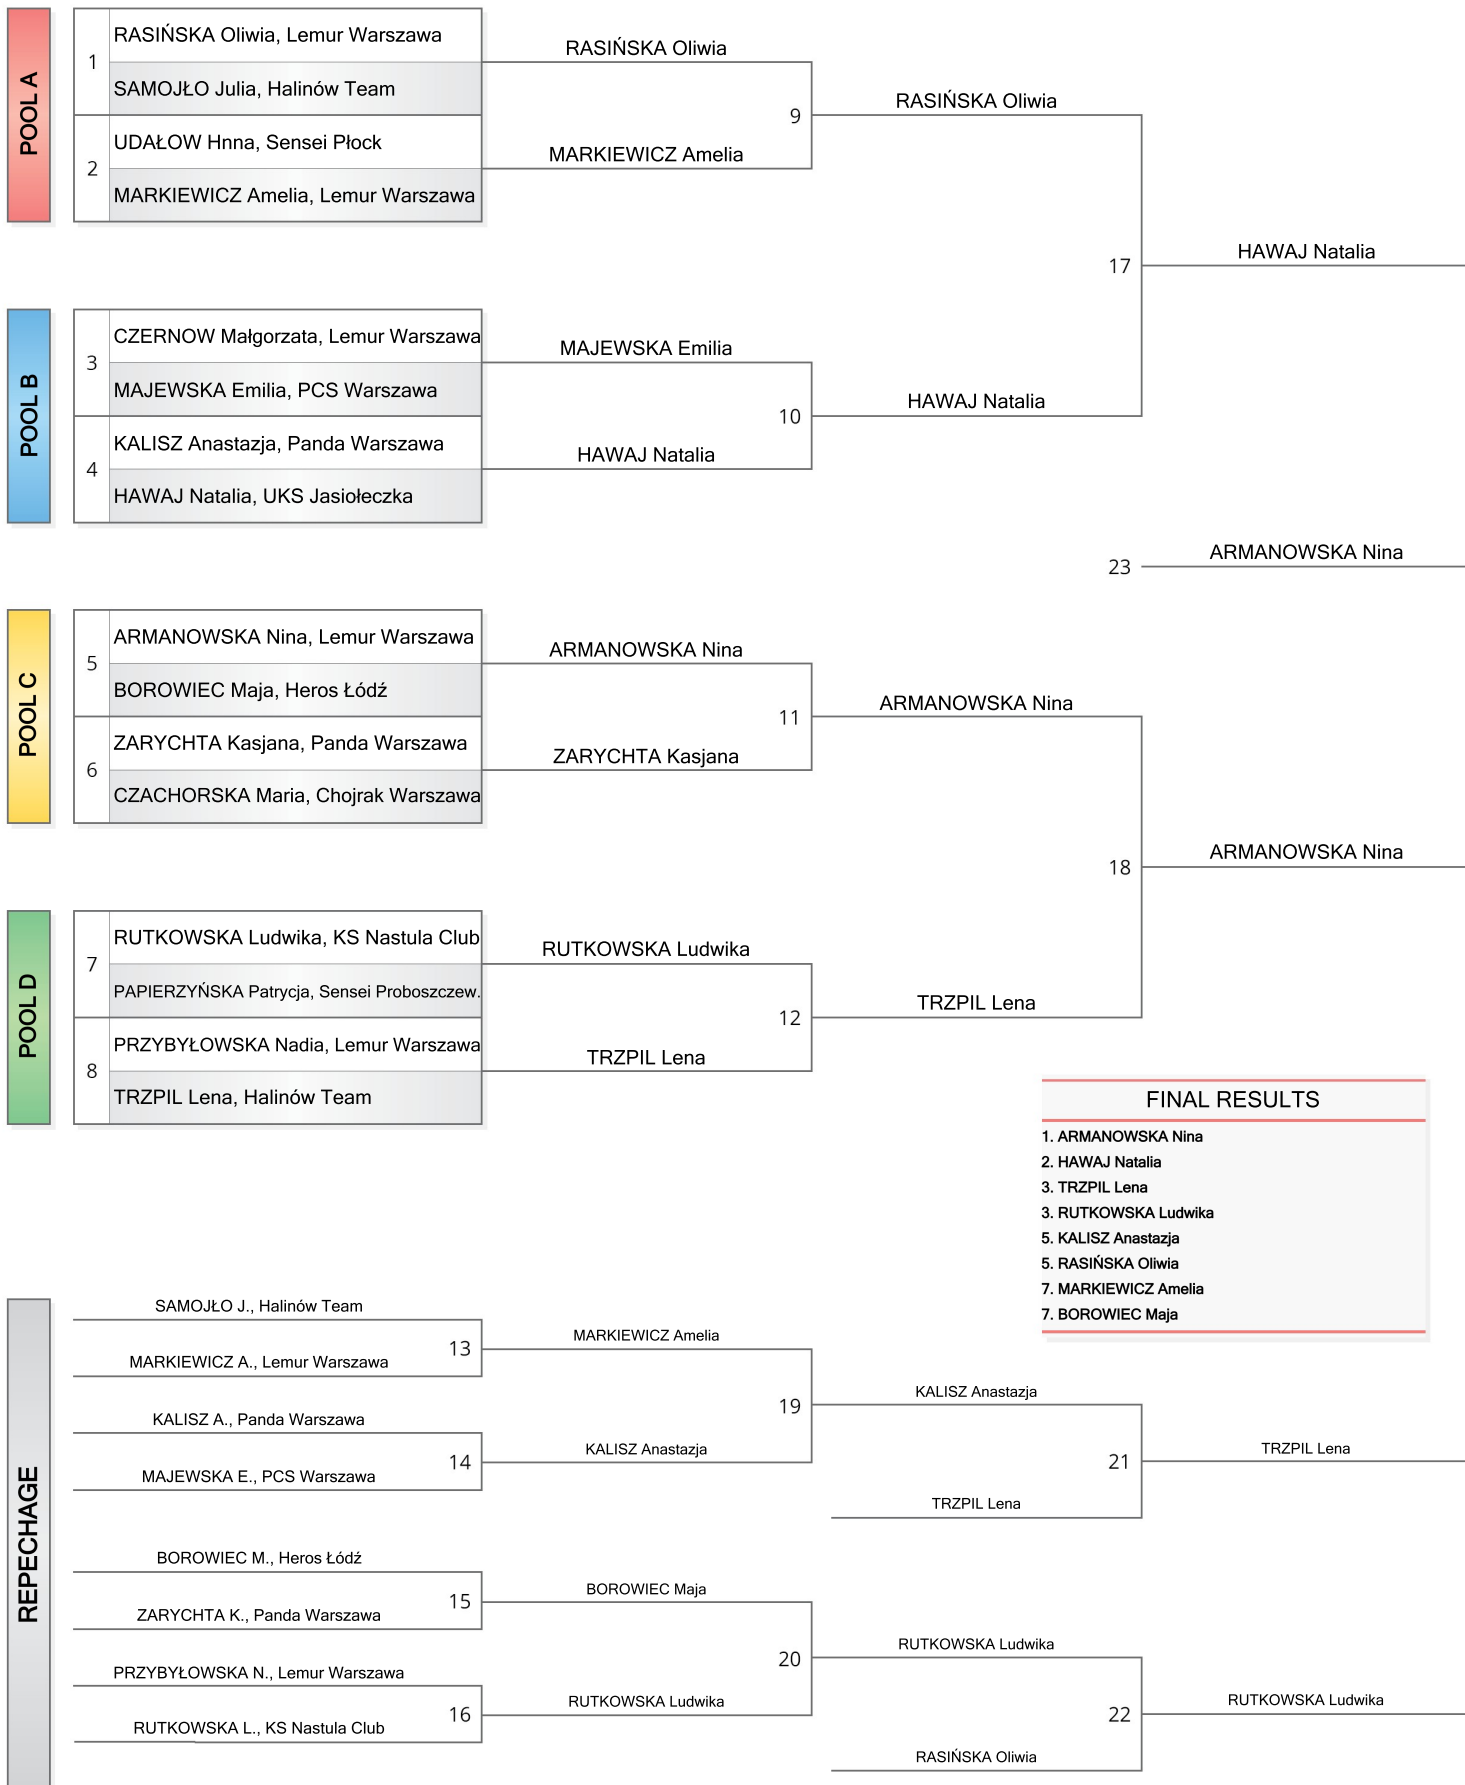 POOL A
1
RASIŃSKA Oliwia, Lemur Warszawa
SAMOJŁO Julia, Halinów Team
2
UDAŁOW Hnna, Sensei Płock
MARKIEWICZ Amelia, Lemur Warszawa
RASIŃSKA Oliwia
MARKIEWICZ Amelia
9
RASIŃSKA Oliwia
17
HAWAJ Natalia
POOL B
3
CZERNOW Małgorzata, Lemur Warszawa
MAJEWSKA Emilia, PCS Warszawa
4
KALISZ Anastazja, Panda Warszawa
HAWAJ Natalia, UKS Jasiołeczka
MAJEWSKA Emilia
HAWAJ Natalia
10
HAWAJ Natalia
23
ARMANOWSKA Nina
POOL C
5
ARMANOWSKA Nina, Lemur Warszawa
BOROWIEC Maja, Heros Łódź
6
ZARYCHTA Kasjana, Panda Warszawa
CZACHORSKA Maria, Chojrak Warszawa
ARMANOWSKA Nina
ZARYCHTA Kasjana
11
ARMANOWSKA Nina
18
ARMANOWSKA Nina
POOL D
7
RUTKOWSKA Ludwika, KS Nastula Club
PAPIERZYŃSKA Patrycja, Sensei Proboszczew.
8
PRZYBYŁOWSKA Nadia, Lemur Warszawa
TRZPIL Lena, Halinów Team
RUTKOWSKA Ludwika
TRZPIL Lena
12
TRZPIL Lena
FINAL RESULTS
1. ARMANOWSKA Nina
2. HAWAJ Natalia
3. TRZPIL Lena
3. RUTKOWSKA Ludwika
5. KALISZ Anastazja
5. RASIŃSKA Oliwia
7. MARKIEWICZ Amelia
7. BOROWIEC Maja
REPECHAGE
SAMOJŁO J., Halinów Team
13
MARKIEWICZ A., Lemur Warszawa
KALISZ A., Panda Warszawa
14
MAJEWSKA E., PCS Warszawa
MARKIEWICZ Amelia
19
KALISZ Anastazja
KALISZ Anastazja
21
TRZPIL Lena
TRZPIL Lena
BOROWIEC M., Heros Łódź
15
ZARYCHTA K., Panda Warszawa
PRZYBYŁOWSKA N., Lemur Warszawa
16
RUTKOWSKA L., KS Nastula Club
BOROWIEC Maja
20
RUTKOWSKA Ludwika
RUTKOWSKA Ludwika
22
RASIŃSKA Oliwia
RUTKOWSKA Ludwika